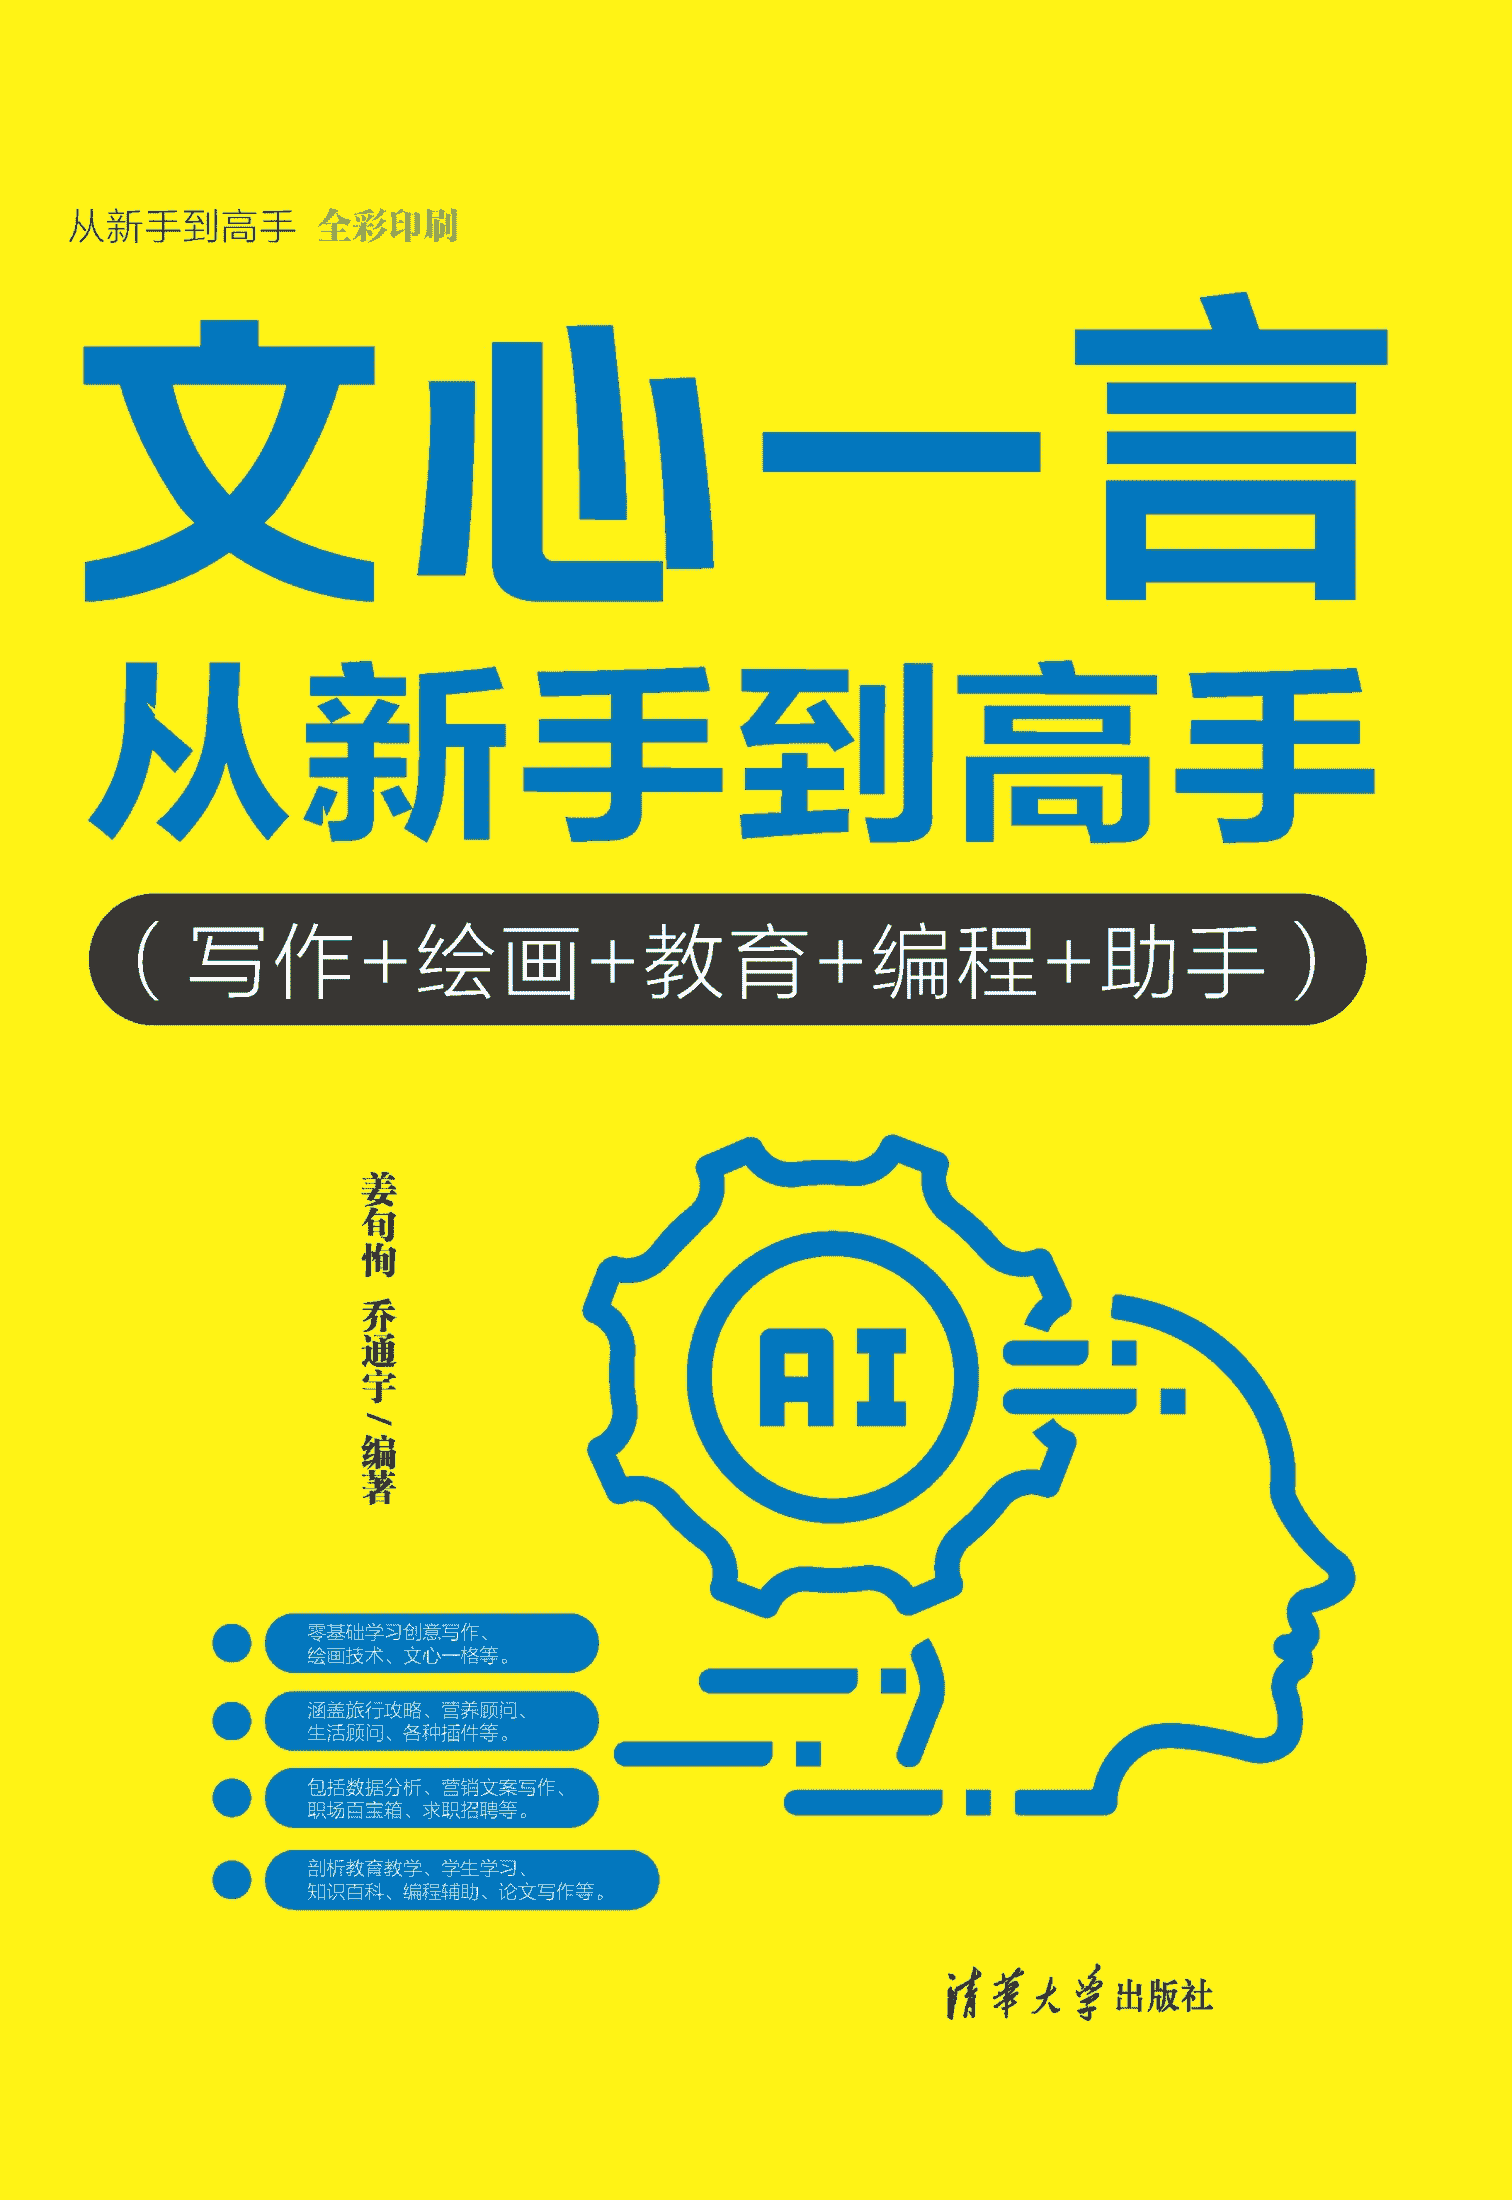 从新手到高手 全彩印刷
文心一言
从新手到高手
（写作+绘画+教育+编程+助手）
姜旬恂 乔通宇/编著
AI
零基础学习创意写作、
绘画技术、文心一格等。
涵盖旅行攻略、营养顾问、
生活顾问、各种插件等。
包括数据分析、营销文案写作、
职场百宝箱、求职招聘等。
剖析教育教学、学生学习、
知识百科、编程辅助、论文写作等。
清华大学出版社